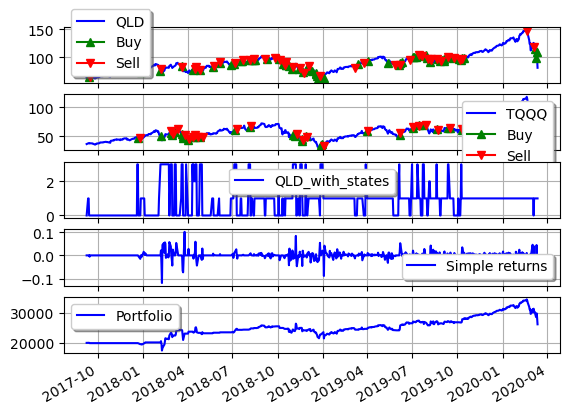 QLD
Buy
Sell
150
100
TQQQ
Buy
Sell
100
50
QLD_with_states
2
0
Simple returns
0.1
0.0
−0.1
Portfolio
30000
20000
2017-10
2018-01
2018-04
2018-07
2018-10
2019-01
2019-04
2019-07
2019-10
2020-01
2020-04